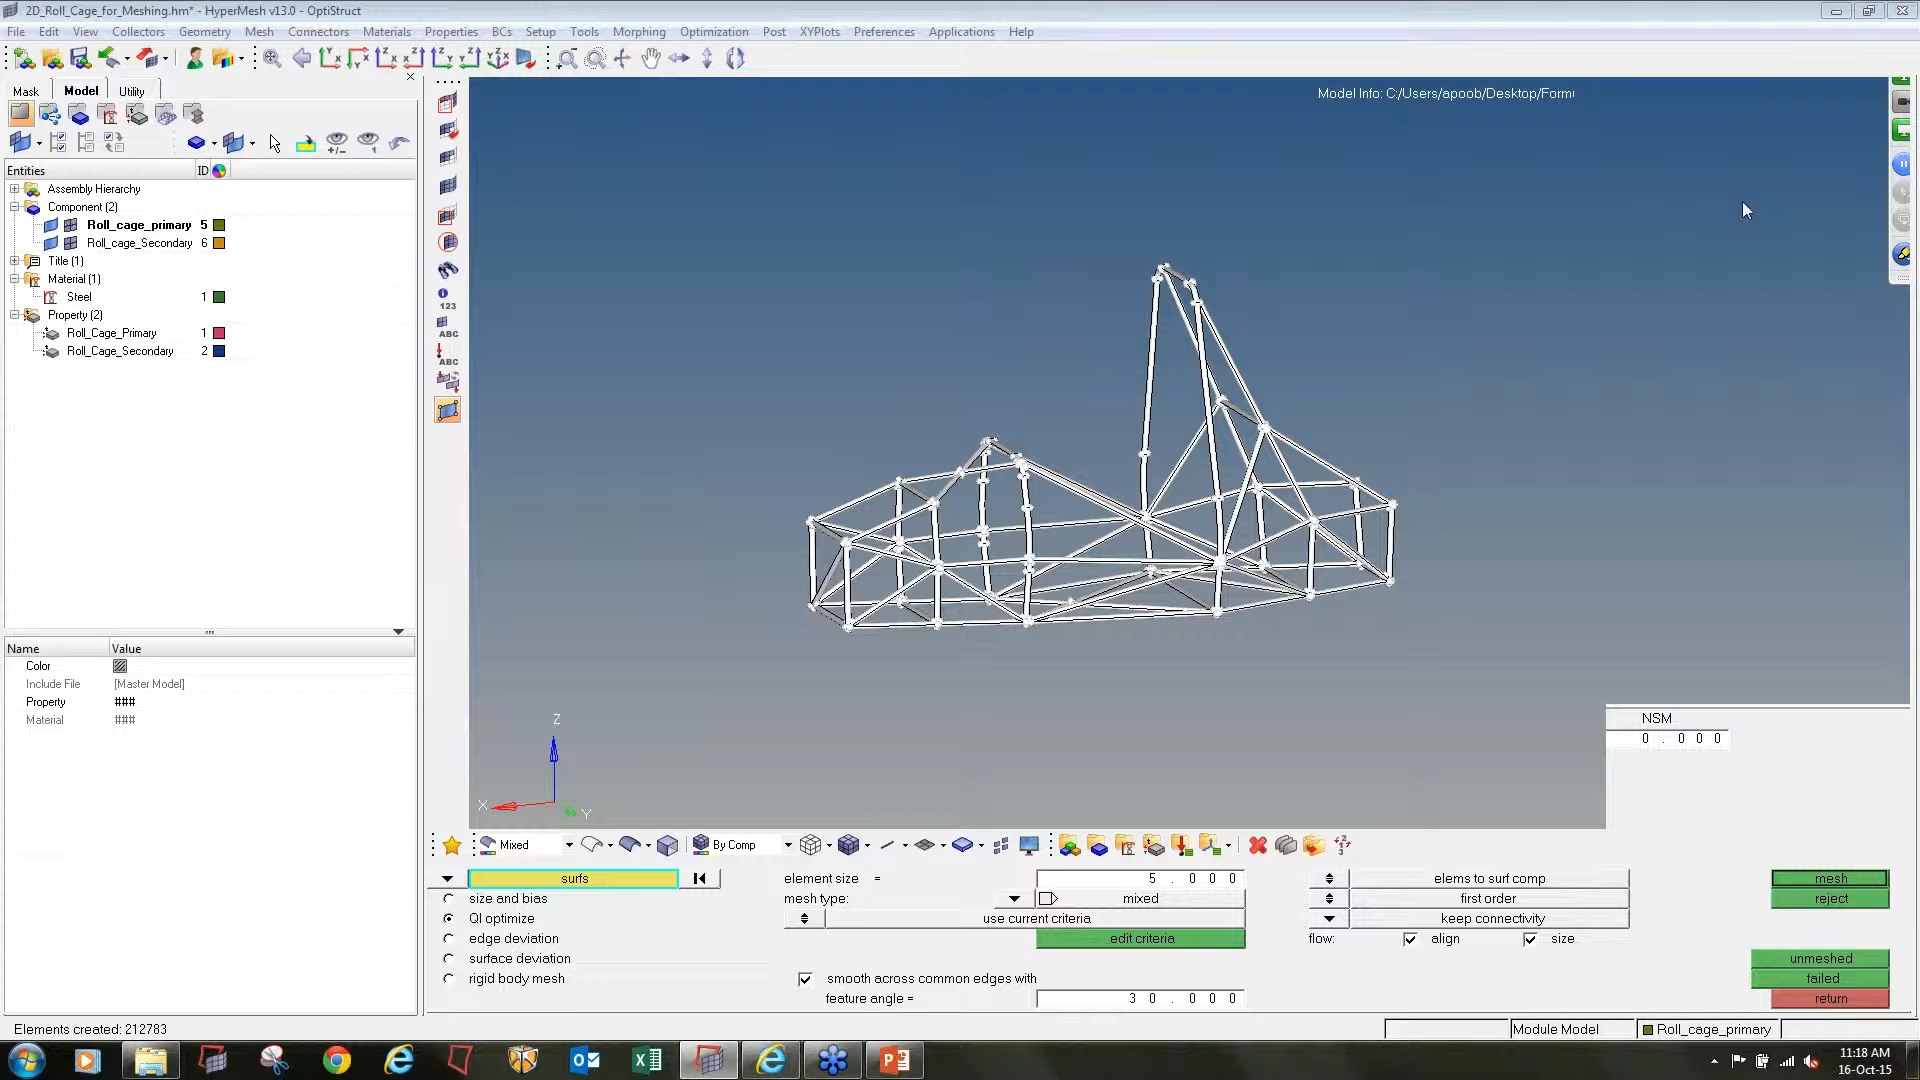 2D_Roll_Cage_for_Meshing.hm* - HyperMesh v13.0 - OptiStruct
File Edit View Collectors Geometry Mesh Connectors Materials Properties BCs Setup Tools Morphing Optimization Post XYPlots Preferences Applications Help
Mask Model Utility
Model Info: C:/Users/apoob/Desktop/Formu
Entities ID
Assembly Hierarchy
Component (2)
Roll_cage_primary 5
Roll_cage_Secondary 6
Title (1)
Material (1)
Steel 1
Property (2)
Roll_Cage_Primary 1
Roll_Cage_Secondary 2
123
ABC
ABC
Name Value
Color
Include File [Master Model]
Property ###
Material ###
Z
X
Y
NSM
0 . 0 0 0
Mixed By Comp
surfs element size = 5 . 0 0 0 elems to surf comp mesh
size and bias mesh type: mixed first order reject
QI optimize use current criteria keep connectivity
edge deviation edit criteria flow: align size
surface deviation unmeshed
rigid body mesh smooth across common edges with failed
feature angle = 3 0 . 0 0 0 return
Elements created: 212783 Module Model Roll_cage_primary
11:18 AM
16-Oct-15